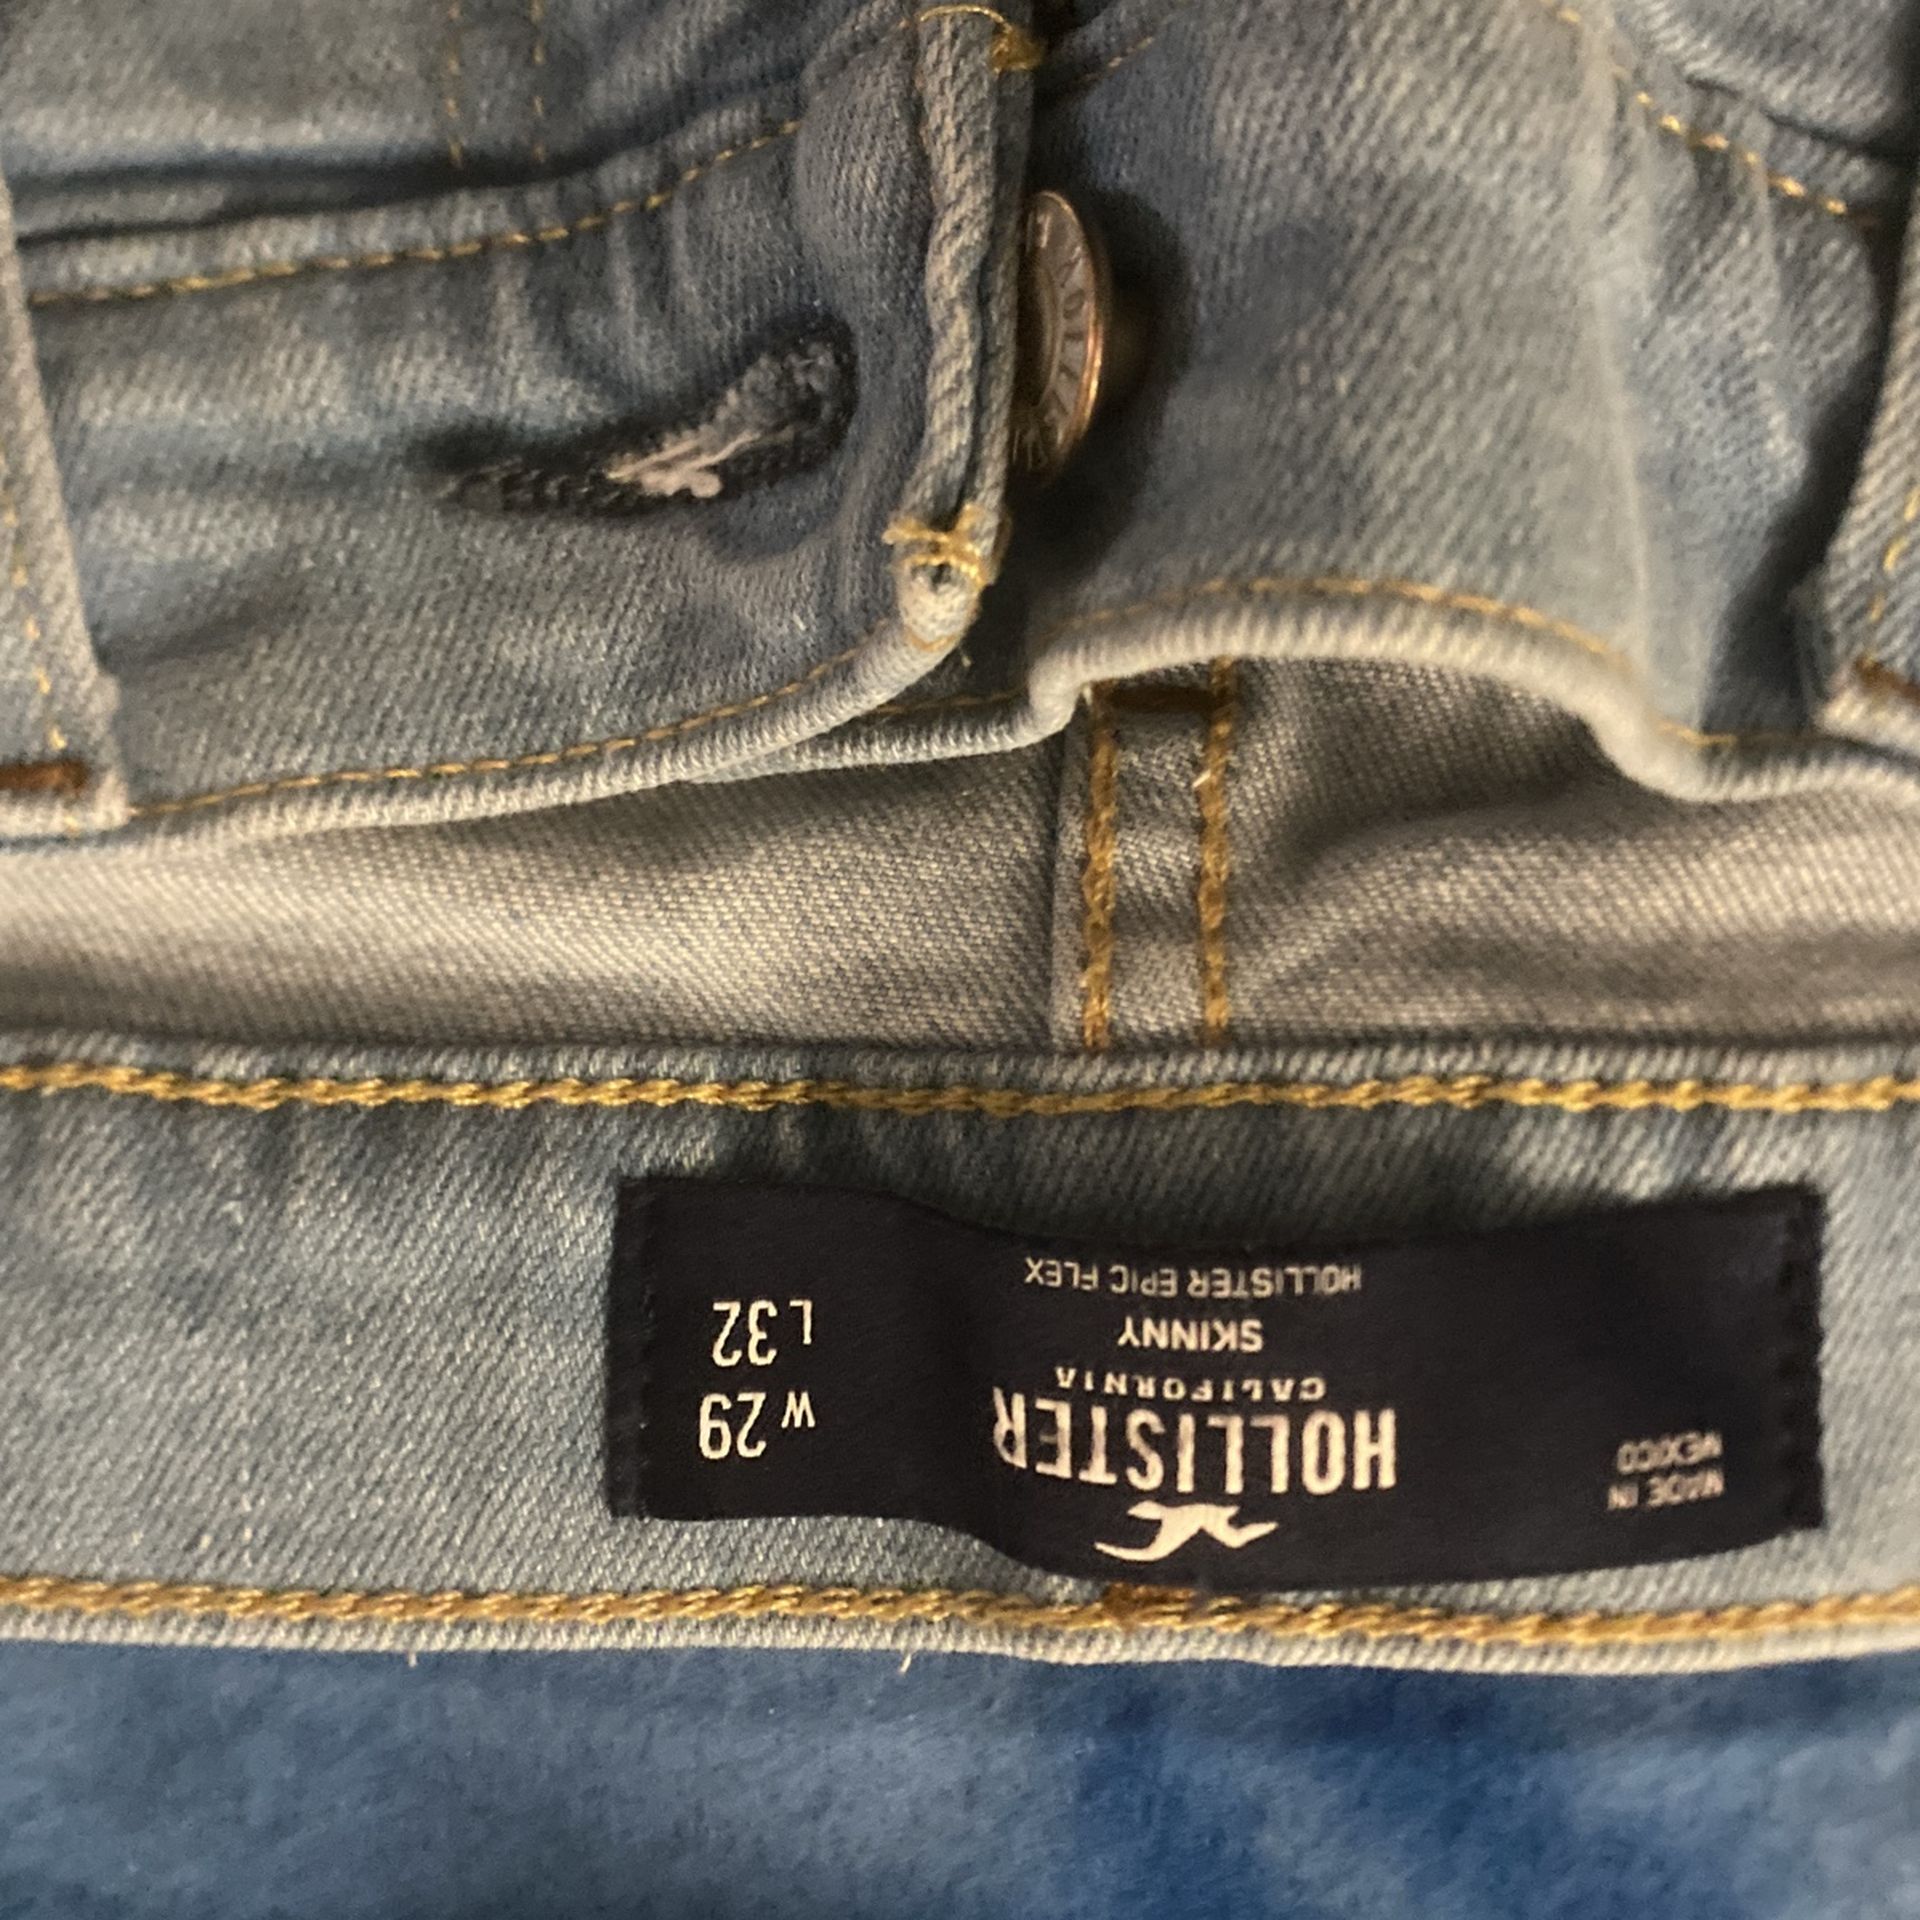 MADE IN
MEXICO
HOLLISTER
CALIFORNIA
SKINNY
HOLLISTER EPIC FLEX
W 29
L 32